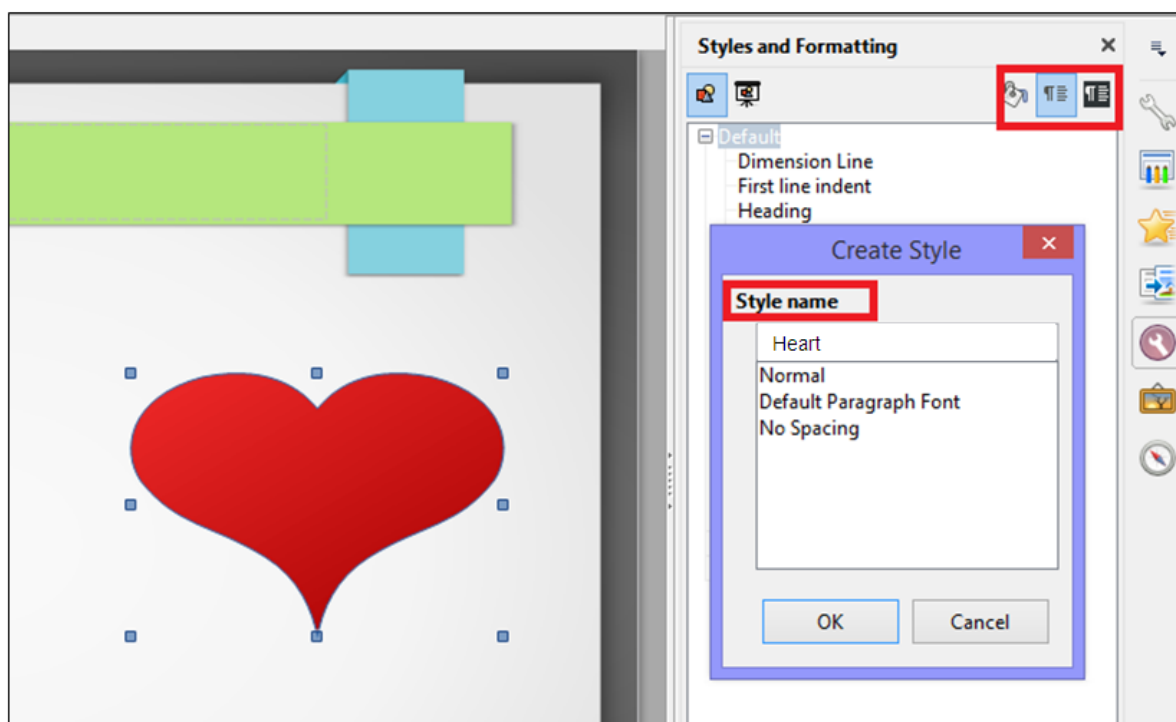 Styles and Formatting
Default
Dimension Line
First line indent
Heading
Create Style
Style name
Heart
Normal
Default Paragraph Font
No Spacing
OK
Cancel